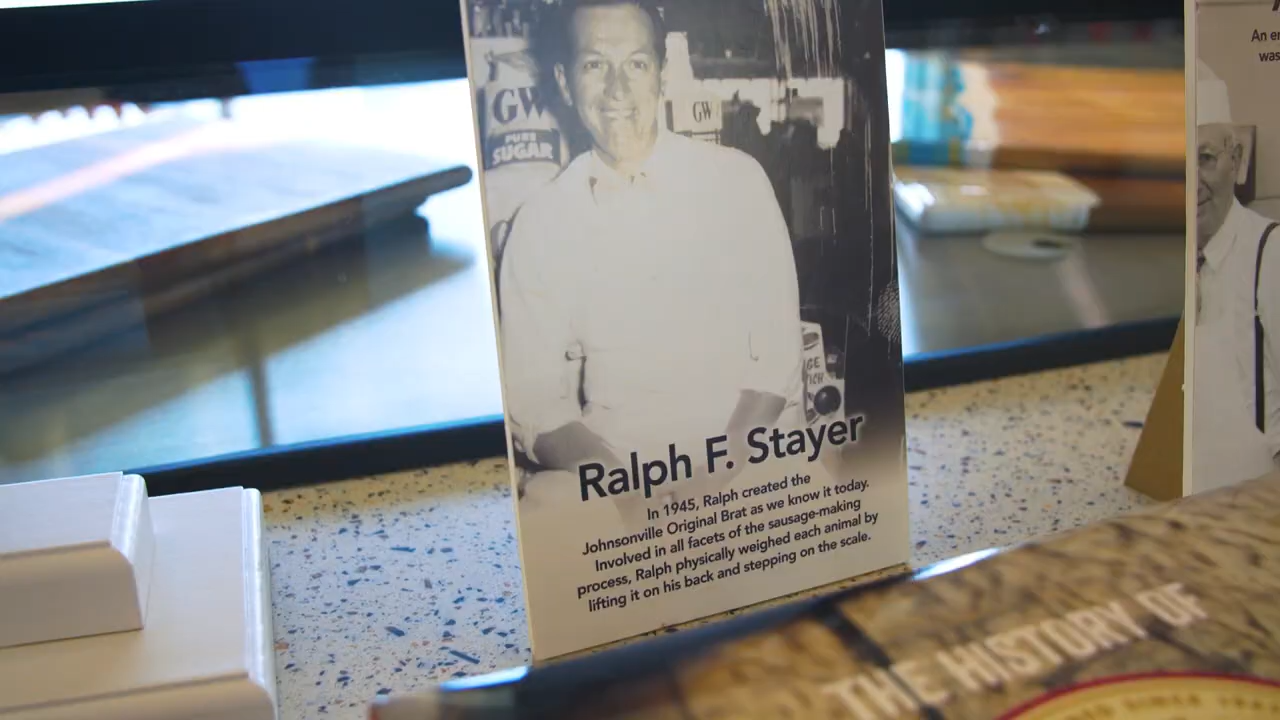 GW
PURE
SUGAR
GW
Ralph F. Stayer
In 1945, Ralph created the
Johnsonville Original Brat as we know it today.
Involved in all facets of the sausage-making
process, Ralph physically weighed each animal by
lifting it on his back and stepping on the scale.
An
was
THE HISTORY OF